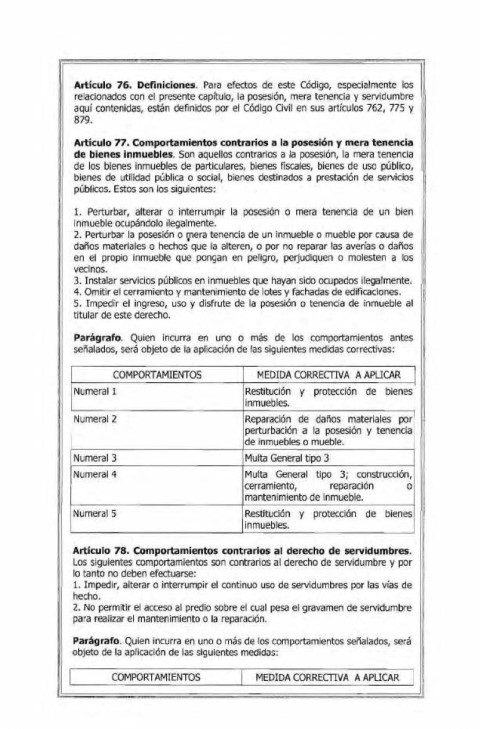 Artículo 76. Definiciones. Para efectos de este Código, especialmente los
relacionados con el presente capítulo, la posesión, mera tenencia y servidumbre
aquí contenidas, están definidos por el Código Civil en sus artículos 762, 775 y
879.
Artículo 77. Comportamientos contrarios a la posesión y mera tenencia
de bienes inmuebles. Son aquellos contrarios a la posesión, la mera tenencia
de los bienes inmuebles de particulares, bienes fiscales, bienes de uso público,
bienes de utilidad pública o social, bienes destinados a prestación de servicios
públicos. Estos son los siguientes:
1. Perturbar, alterar o interrumpir la posesión o mera tenencia de un bien
inmueble ocupándolo ilegalmente.
2. Perturbar la posesión o mera tenencia de un inmueble o mueble por causa de
daños materiales o hechos que la alteren, o por no reparar las averías o daños
en el propio inmueble que pongan en peligro, perjudiquen o molesten a los
vecinos.
3. Instalar servicios públicos en inmuebles que hayan sido ocupados ilegalmente.
4. Omitir el cerramiento y mantenimiento de lotes y fachadas de edificaciones.
5. Impedir el ingreso, uso y disfrute de la posesión o tenencia de inmueble al
titular de este derecho.
Parágrafo. Quien incurra en uno o más de los comportamientos antes
señalados, será objeto de la aplicación de las siguientes medidas correctivas:
COMPORTAMIENTOS MEDIDA CORRECTIVA A APLICAR
Numeral 1 Restitución y protección de bienes
inmuebles.
Numeral 2 Reparación de daños materiales por
perturbación a la posesión y tenencia
de inmuebles o mueble.
Numeral 3 Multa General tipo 3
Numeral 4 Multa General tipo 3; construcción,
cerramiento, reparación o
mantenimiento de inmueble.
Numeral 5 Restitución y protección de bienes
inmuebles.
Artículo 78. Comportamientos contrarios al derecho de servidumbres.
Los siguientes comportamientos son contrarios al derecho de servidumbre y por
lo tanto no deben efectuarse:
1. Impedir, alterar o interrumpir el continuo uso de servidumbres por las vías de
hecho.
2. No permitir el acceso al predio sobre el cual pesa el gravamen de servidumbre
para realizar el mantenimiento o la reparación.
Parágrafo. Quien incurra en uno o más de los comportamientos señalados, será
objeto de la aplicación de las siguientes medidas:
COMPORTAMIENTOS MEDIDA CORRECTIVA A APLICAR